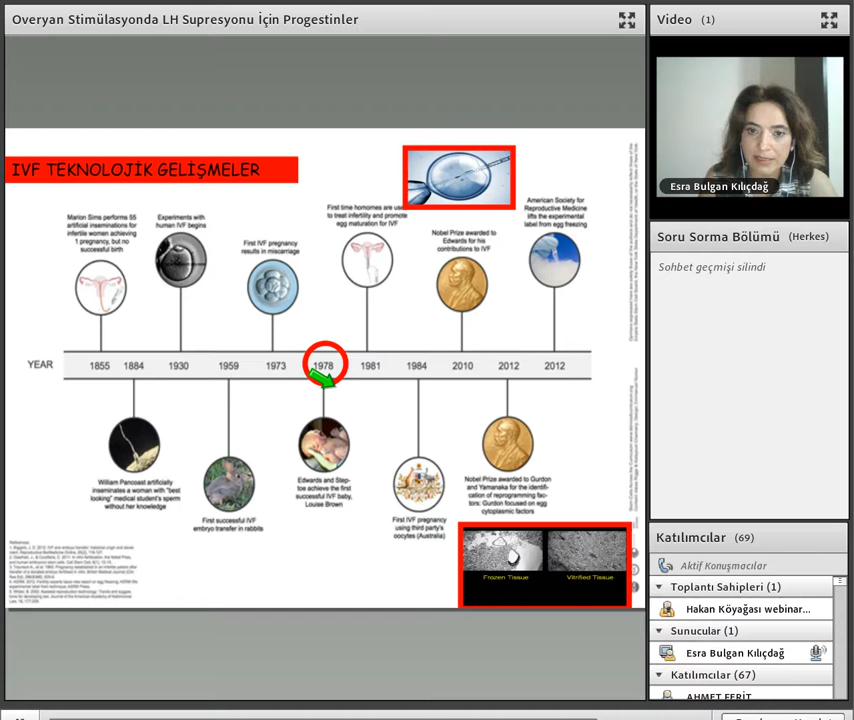 Overyan Stimülasyonda LH Supresyonu İçin Progestinler
IVF TEKNOLOJİK GELİŞMELER
Marion Sims performs 55
artificial inseminations for
infertile women achieving
1 pregnancy, but no
successful birth
Experiments with
human IVF begins
First IVF pregnancy
results in miscarriage
First time homornes are used
to treat infertility and promote
egg maturation for IVF
Nobel Prize awarded to
Edwards for his
contributions to IVF
American Society for
Reproductive Medicine
lifts the experimental
label from egg freezing
YEAR 1855 1884 1930 1959 1973 1978 1981 1984 2010 2012 2012
William Pancoast artificially
inseminates a woman with "best
looking" medical student's sperm
without her knowledge
First successful IVF
embryo transfer in rabbits
Edwards and Step-
toe achieve the first
successful IVF baby,
Louise Brown
First IVF pregnancy
using third party's
oocytes (Australia)
Nobel Prize awarded to Gurdon
and Yamanaka for the identifi-
cation of reprogramming fac-
tors: Gurdon focused on egg
cytoplasmic factors
Frozen Tissue Vitrified Tissue
Video (1)
Esra Bulgan Kılıçdağ
Soru Sorma Bölümü (Herkes)
Sohbet geçmişi silindi
Katılımcılar (69)
Aktif Konuşmacılar
Toplantı Sahipleri (1)
Hakan Köyağası webinar...
Sunucular (1)
Esra Bulgan Kılıçdağ
Katılımcılar (67)
AHMET FERİT